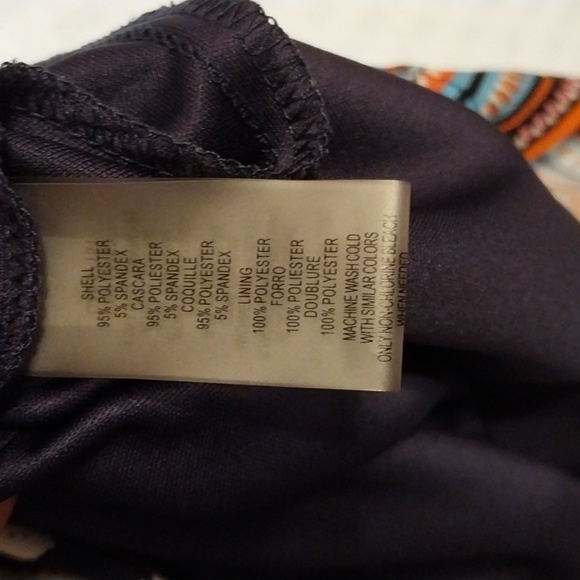 SHELL
95% POLYESTER
5% SPANDEX
CASCARA
95% POLIESTER
5% SPANDEX
COQUILLE
95% POLYESTER
5% SPANDEX
LINING
100% POLYESTER
FORRO
100% POLIESTER
DOUBLURE
100% POLYESTER
MACHINE WASH COLD
WITH SIMILAR COLORS
ONLY NON-CHLORINE BLEACH
WHEN NEEDED